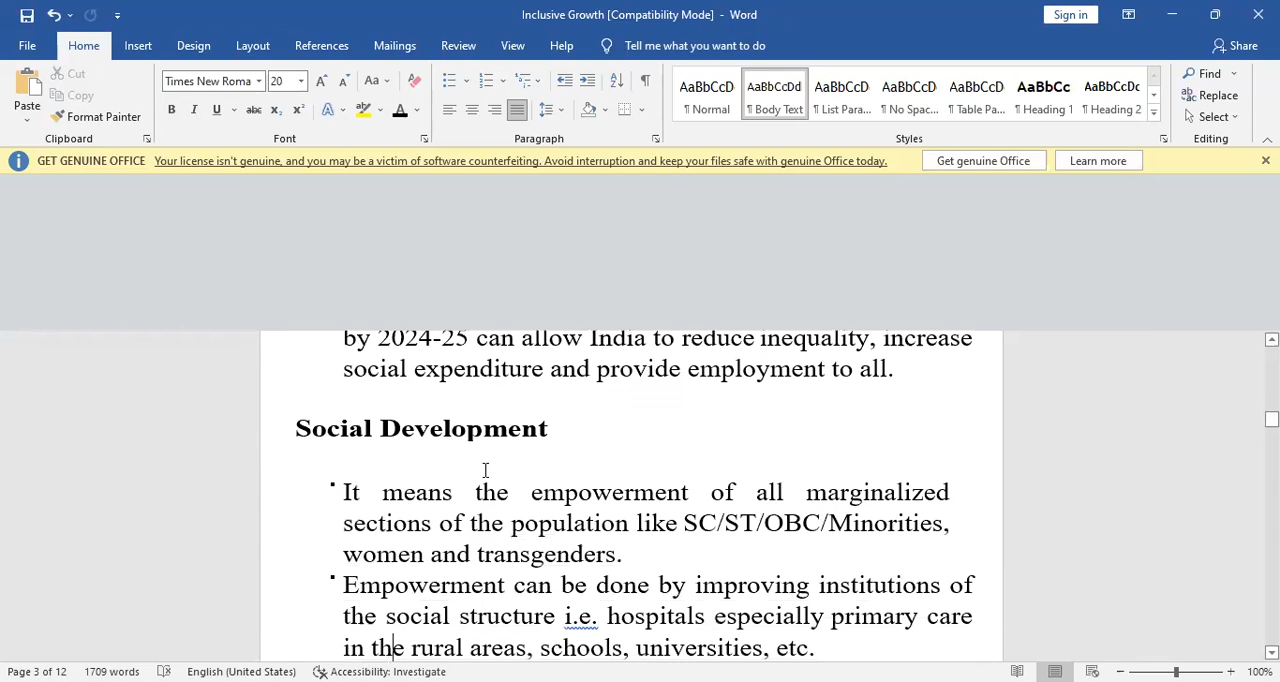 Inclusive Growth [Compatibility Mode] - Word
Sign in
File Home Insert Design Layout References Mailings Review View Help Tell me what you want to do Share
Paste
Cut
Copy
Format Painter
Clipboard
Times New Roma 20
Font
Paragraph
AaBbCcD AaBbCcDd AaBbCcD AaBbCcD AaBbCcD AaBbCc AaBbCcDc
¶ Normal ¶ Body Text ¶ List Para... ¶ No Spac... ¶ Table Pa... ¶ Heading 1 ¶ Heading 2
Styles
Find
Replace
Select
Editing
GET GENUINE OFFICE Your license isn't genuine, and you may be a victim of software counterfeiting. Avoid interruption and keep your files safe with genuine Office today. Get genuine Office Learn more
by 2024-25 can allow India to reduce inequality, increase
social expenditure and provide employment to all.
Social Development
▪ It means the empowerment of all marginalized
sections of the population like SC/ST/OBC/Minorities,
women and transgenders.
▪ Empowerment can be done by improving institutions of
the social structure i.e. hospitals especially primary care
in the rural areas, schools, universities, etc.
Page 3 of 12 1709 words English (United States) Accessibility: Investigate 100%